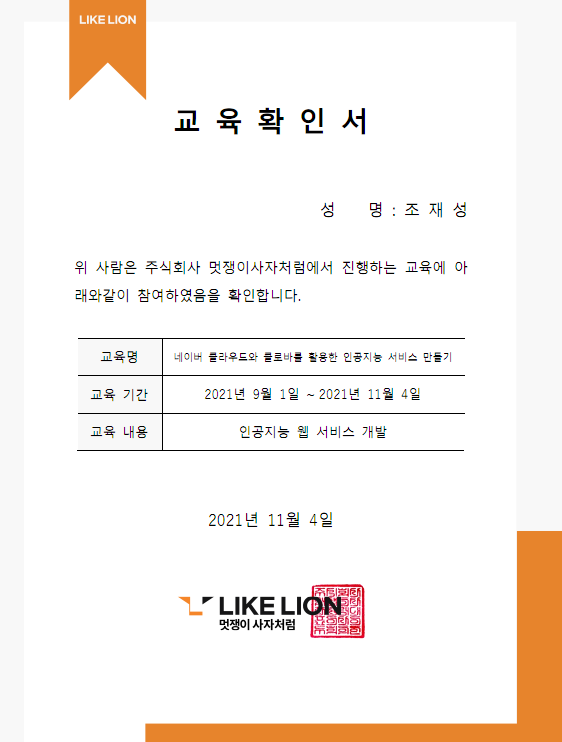 LIKE LION
교 육 확 인 서
성 명 : 조 재 성
위 사람은 주식회사 멋쟁이사자처럼에서 진행하는 교육에 아
래와같이 참여하였음을 확인합니다.
교육명 네이버 클라우드와 클로바를 활용한 인공지능 서비스 만들기
교육 기간 2021년 9월 1일 ~ 2021년 11월 4일
교육 내용 인공지능 웹 서비스 개발
2021년 11월 4일
LIKE LION
멋쟁이 사자처럼